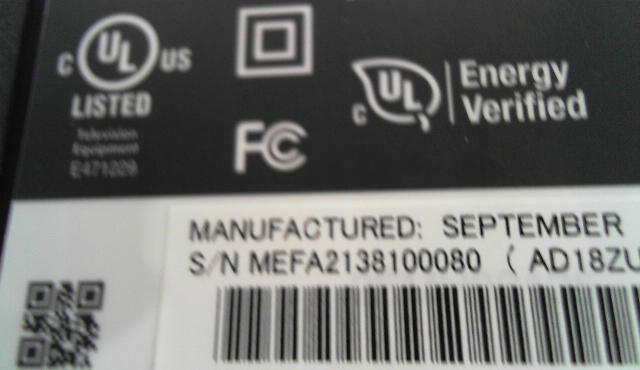 C UL US
LISTED
Television
Equipment
E471229
FC
C UL Energy
Verified
MANUFACTURED: SEPTEMBER
S/N MEFA2138100080 ( AD18ZU